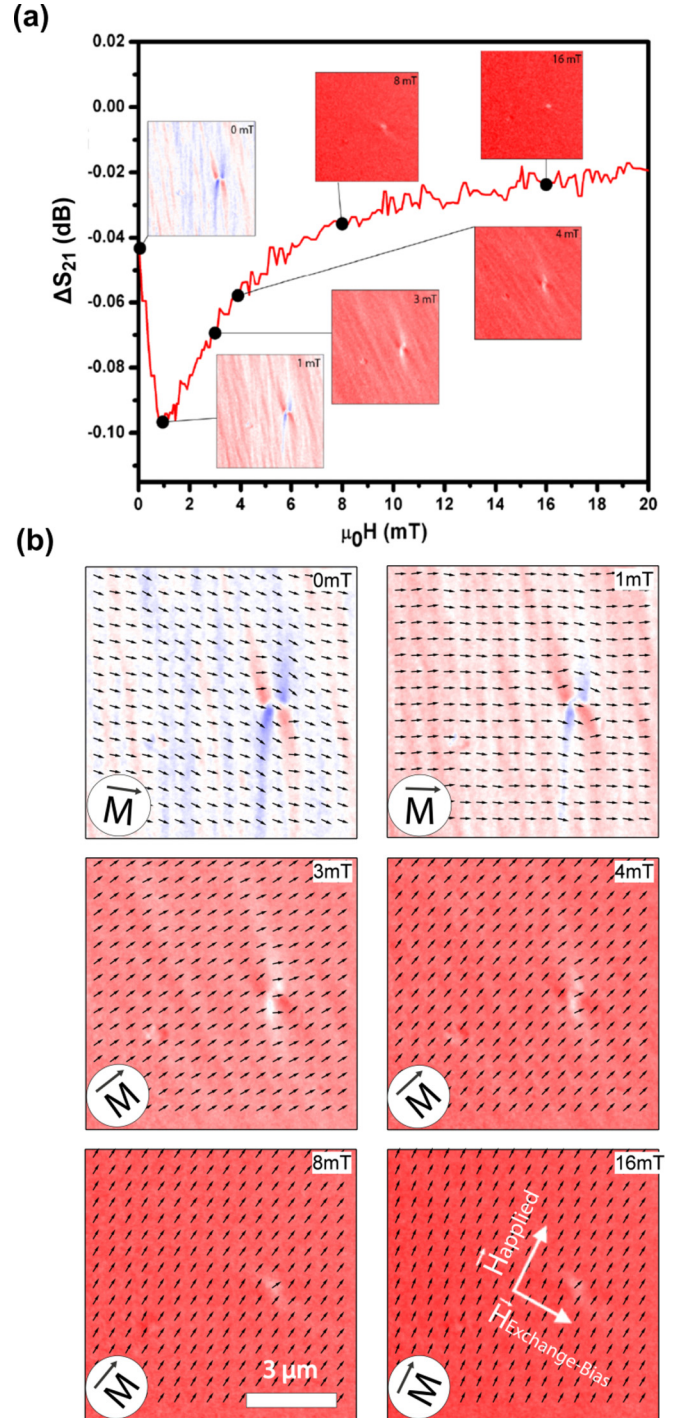 (a)
0.02
0.00
-0.02
-0.04
-0.06
-0.08
-0.10
ΔS21 (dB)
0 mT
8 mT
16 mT
4 mT
3 mT
1 mT
0
2
4
6
8
10
12
14
16
18
20
μ0H (mT)
(b)
0mT
M
1mT
M
3mT
M
4mT
M
8mT
M
3 μm
16mT
M
HApplied
HExchange-Bias